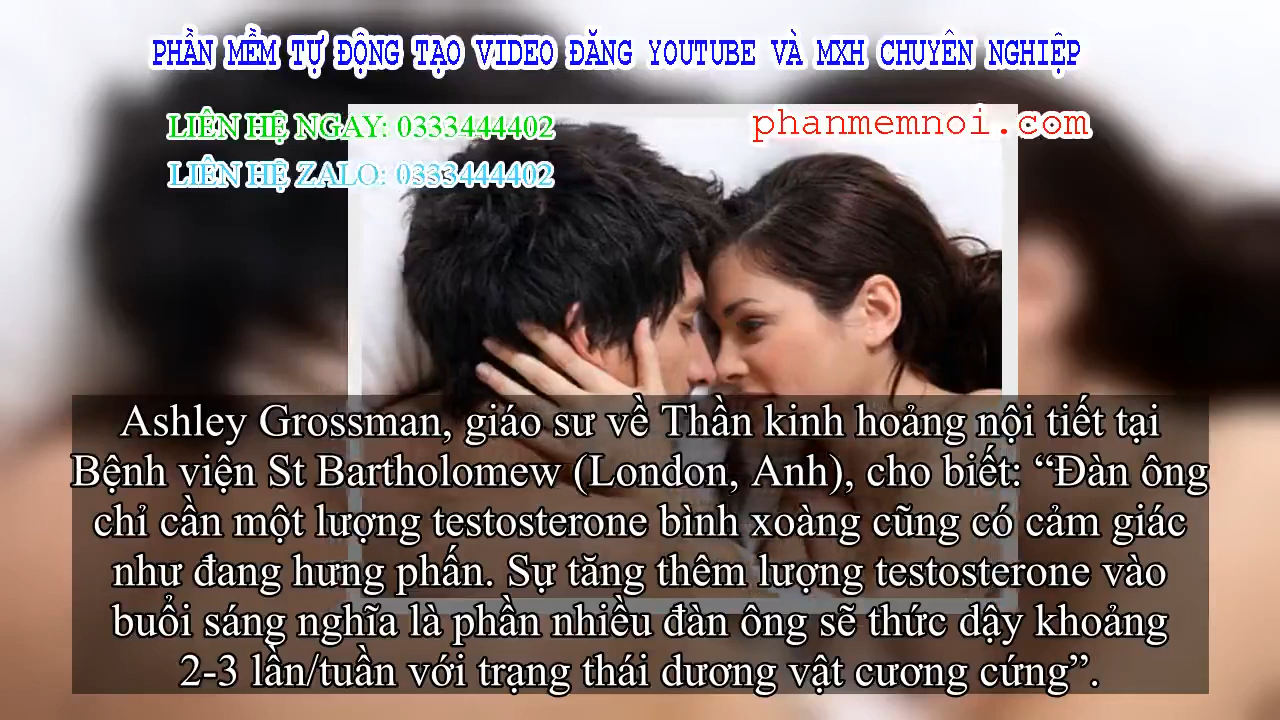 PHẦN MỀM TỰ ĐỘNG TẠO VIDEO ĐĂNG YOUTUBE VÀ MXH CHUYÊN NGHIỆP
LIÊN HỆ NGAY: 0333444402
phanmemnoi.com
LIÊN HỆ ZALO: 0333444402
Ashley Grossman, giáo sư về Thần kinh hoảng nội tiết tại
Bệnh viện St Bartholomew (London, Anh), cho biết: “Đàn ông
chỉ cần một lượng testosterone bình xoàng cũng có cảm giác
như đang hưng phấn. Sự tăng thêm lượng testosterone vào
buổi sáng nghĩa là phần nhiều đàn ông sẽ thức dậy khoảng
2-3 lần/tuần với trạng thái dương vật cương cứng”.